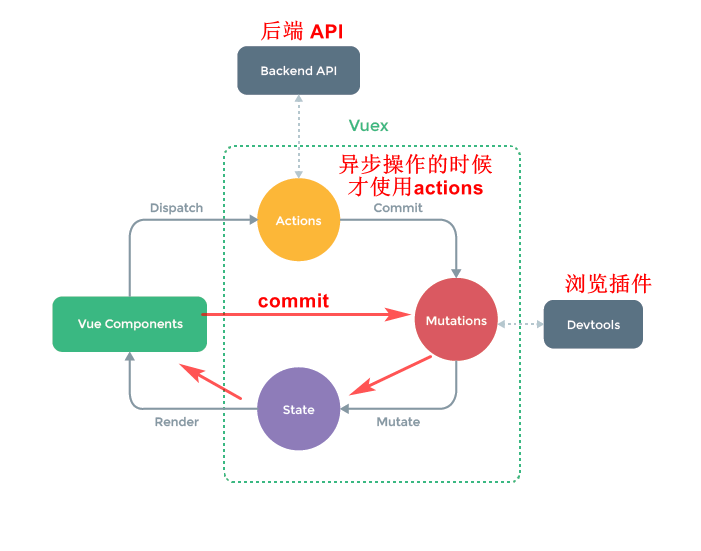 后端 API
Backend API
Vuex
异步操作的时候
才使用actions
Dispatch
Actions
Commit
浏览插件
commit
Vue Components
Mutations
Devtools
State
Render
Mutate